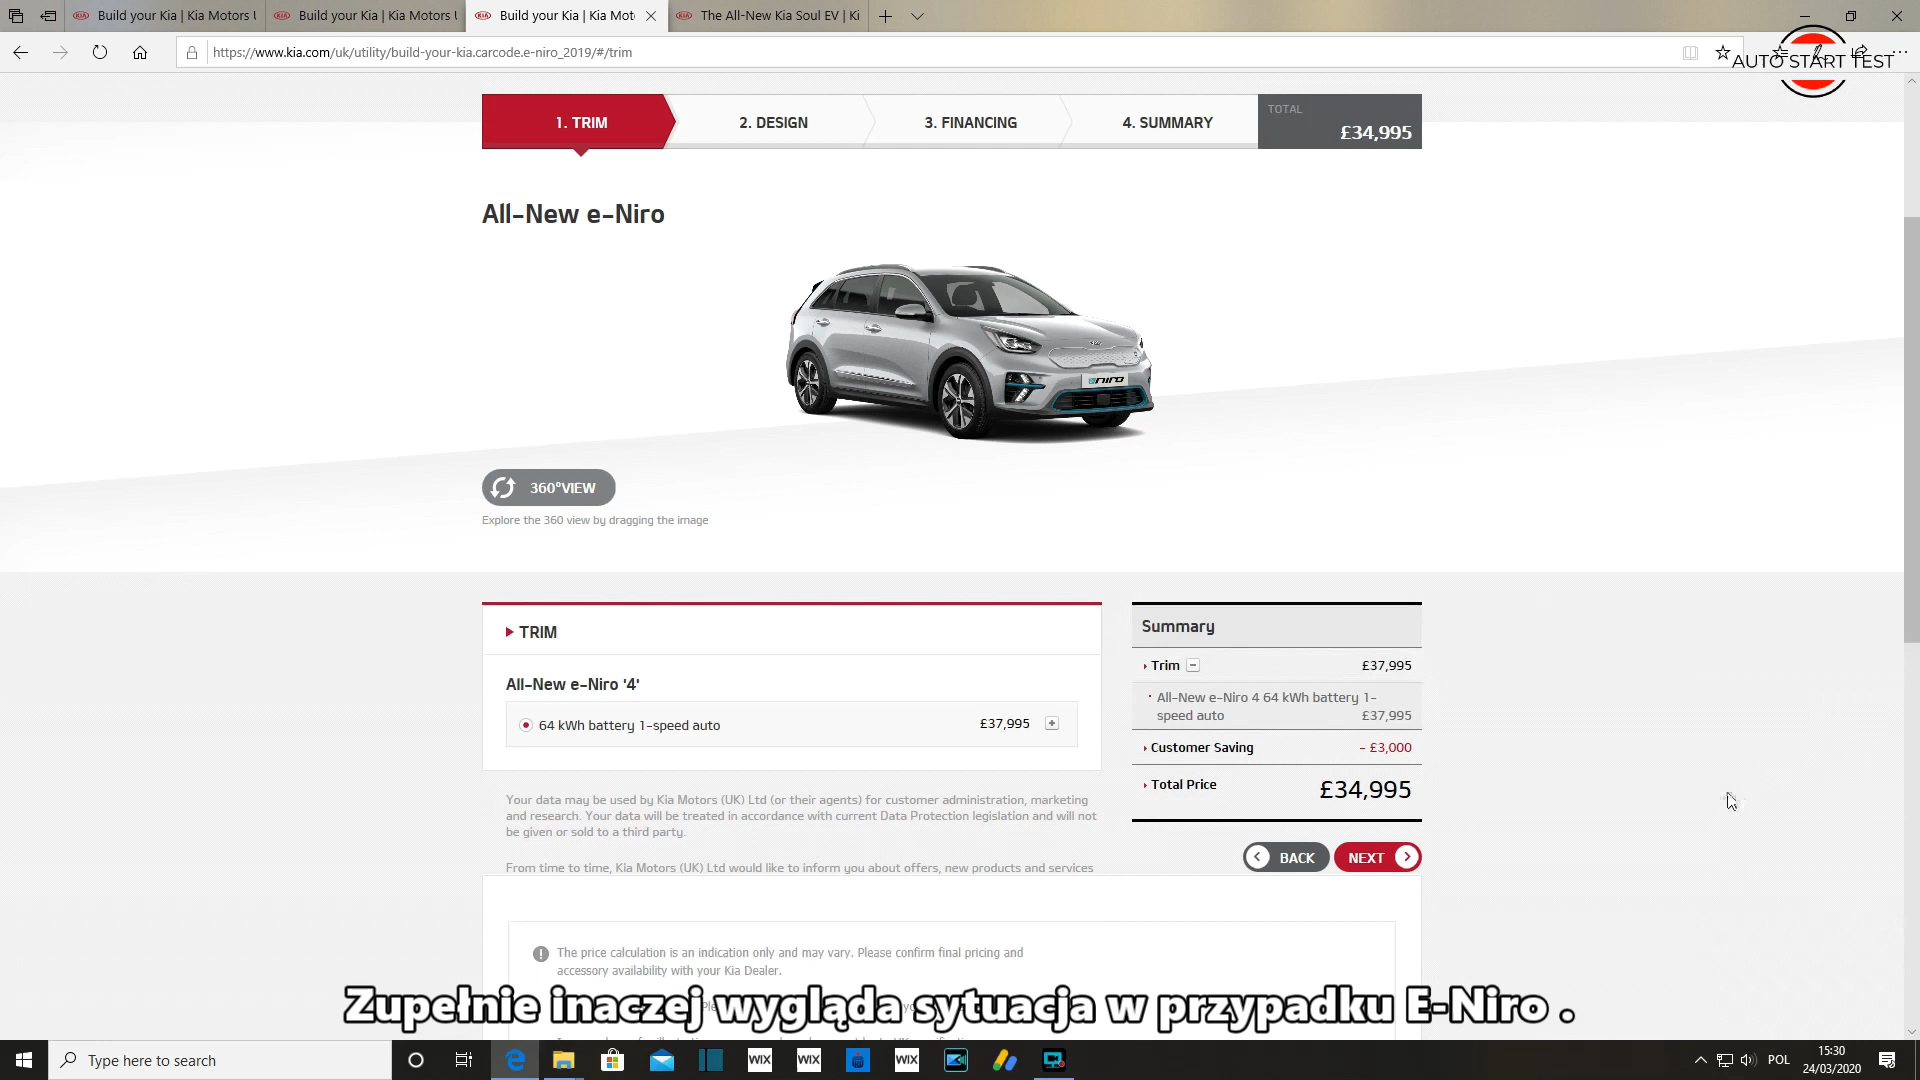 Build your Kia | Kia Motors U
Build your Kia | Kia Motors U
Build your Kia | Kia Mot
The All-New Kia Soul EV | Ki
https://www.kia.com/uk/utility/build-your-kia.carcode.e-niro_2019/#/trim
AUTO START TEST
1. TRIM
2. DESIGN
3. FINANCING
4. SUMMARY
TOTAL
£34,995
All-New e-Niro
e niro
360°VIEW
Explore the 360 view by dragging the image
TRIM
All-New e-Niro '4'
64 kWh battery 1-speed auto
£37,995
Your data may be used by Kia Motors (UK) Ltd (or their agents) for customer administration, marketing
and research. Your data will be treated in accordance with current Data Protection legislation and will not
be given or sold to a third party.
From time to time, Kia Motors (UK) Ltd would like to inform you about offers, new products and services
Summary
Trim £37,995
All-New e-Niro 4 64 kWh battery 1-
speed auto £37,995
Customer Saving - £3,000
Total Price £34,995
BACK
NEXT
The price calculation is an indication only and may vary. Please confirm final pricing and
accessory availability with your Kia Dealer.
Zupełnie inaczej wygląda sytuacja w przypadku E-Niro .
Type here to search
WIX
WIX
WIX
POL
15:30
24/03/2020